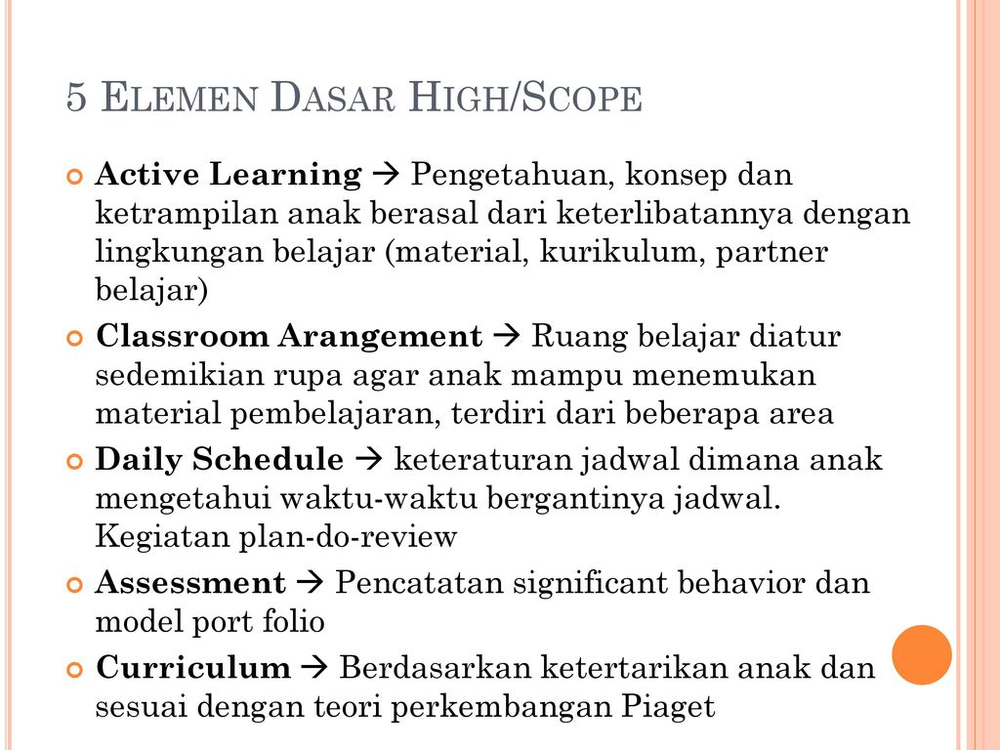 5 Elemen Dasar High/Scope
Active Learning → Pengetahuan, konsep dan
ketrampilan anak berasal dari keterlibatannya dengan
lingkungan belajar (material, kurikulum, partner
belajar)
Classroom Arangement → Ruang belajar diatur
sedemikian rupa agar anak mampu menemukan
material pembelajaran, terdiri dari beberapa area
Daily Schedule → keteraturan jadwal dimana anak
mengetahui waktu-waktu bergantinya jadwal.
Kegiatan plan-do-review
Assessment → Pencatatan significant behavior dan
model port folio
Curriculum → Berdasarkan ketertarikan anak dan
sesuai dengan teori perkembangan Piaget